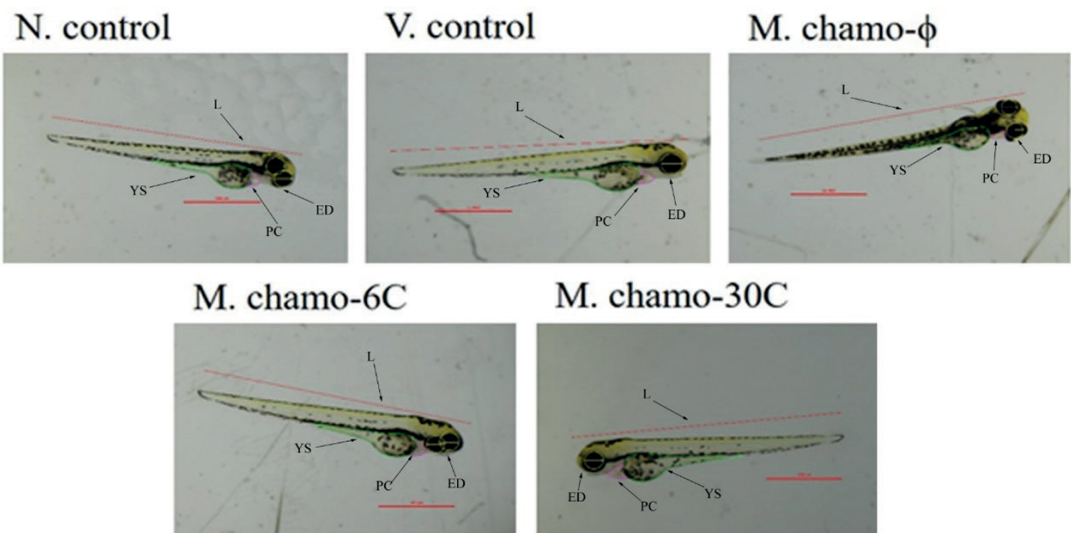 N. control
V. control
M. chamo-ϕ
L
YS
PC
ED
L
YS
PC
ED
L
YS
PC
ED
M. chamo-6C
M. chamo-30C
L
YS
PC
ED
L
ED
PC
YS